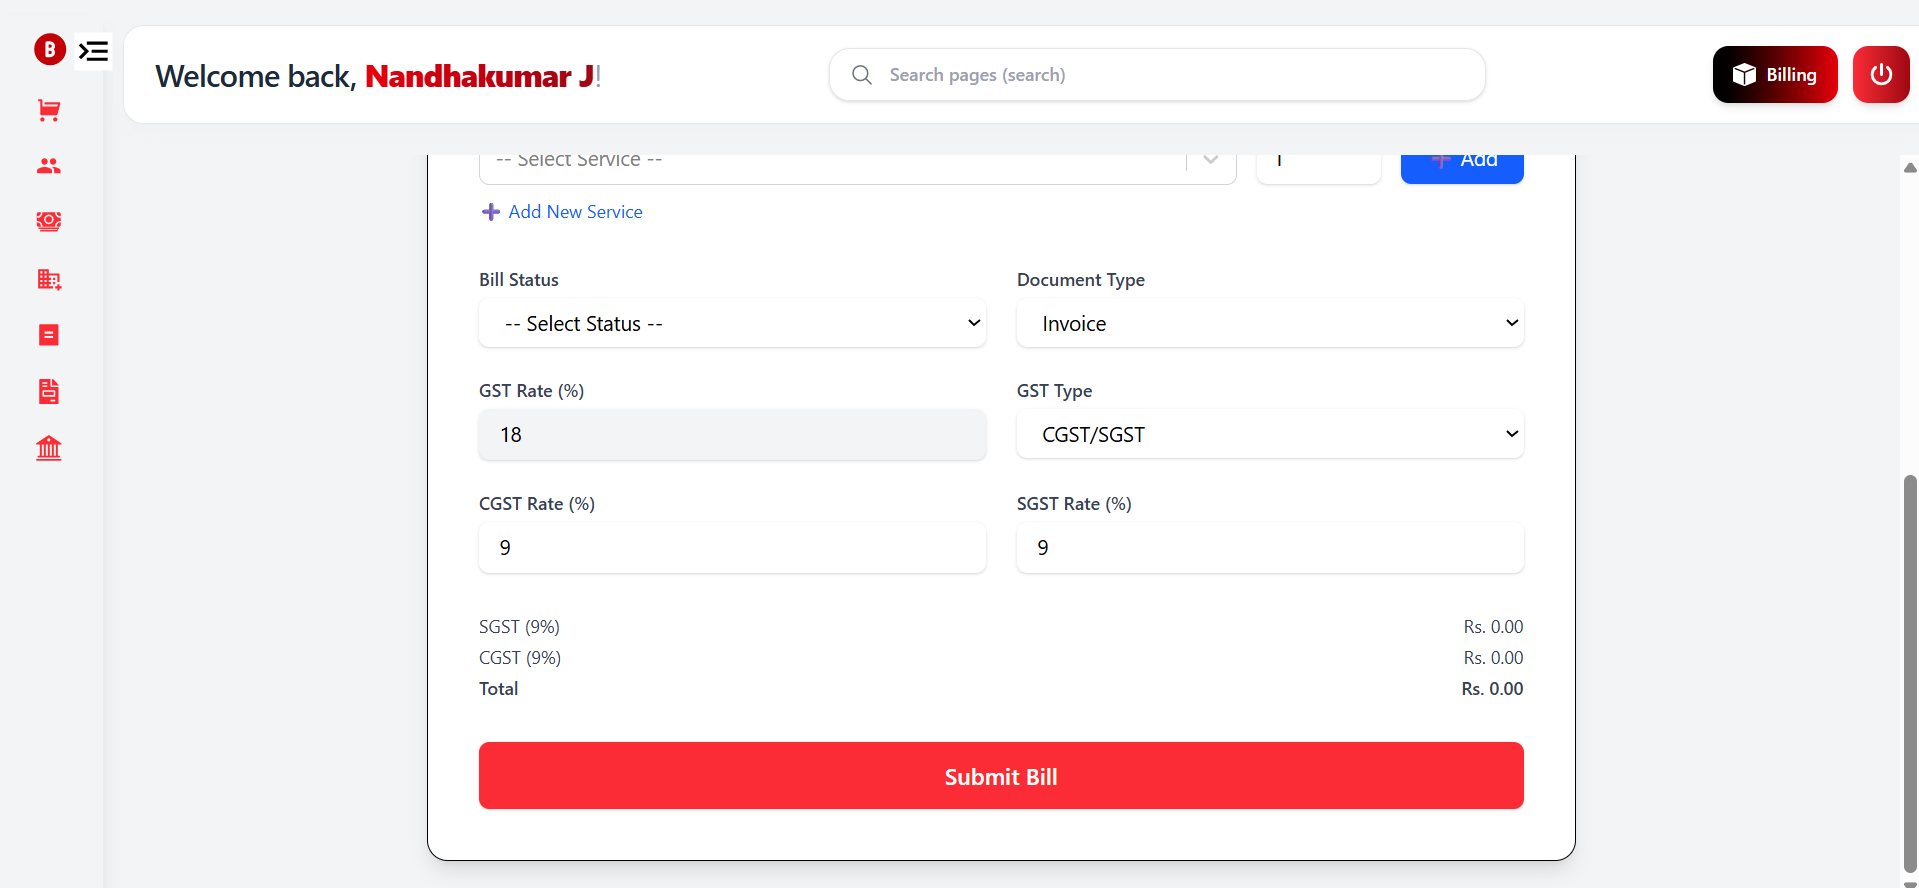 B
Welcome back, Nandhakumar J!
Search pages (search)
Billing
-- Select Service --
1
Add
Add New Service
Bill Status
Document Type
-- Select Status --
Invoice
GST Rate (%)
GST Type
18
CGST/SGST
CGST Rate (%)
SGST Rate (%)
9
9
SGST (9%)
Rs. 0.00
CGST (9%)
Rs. 0.00
Total
Rs. 0.00
Submit Bill